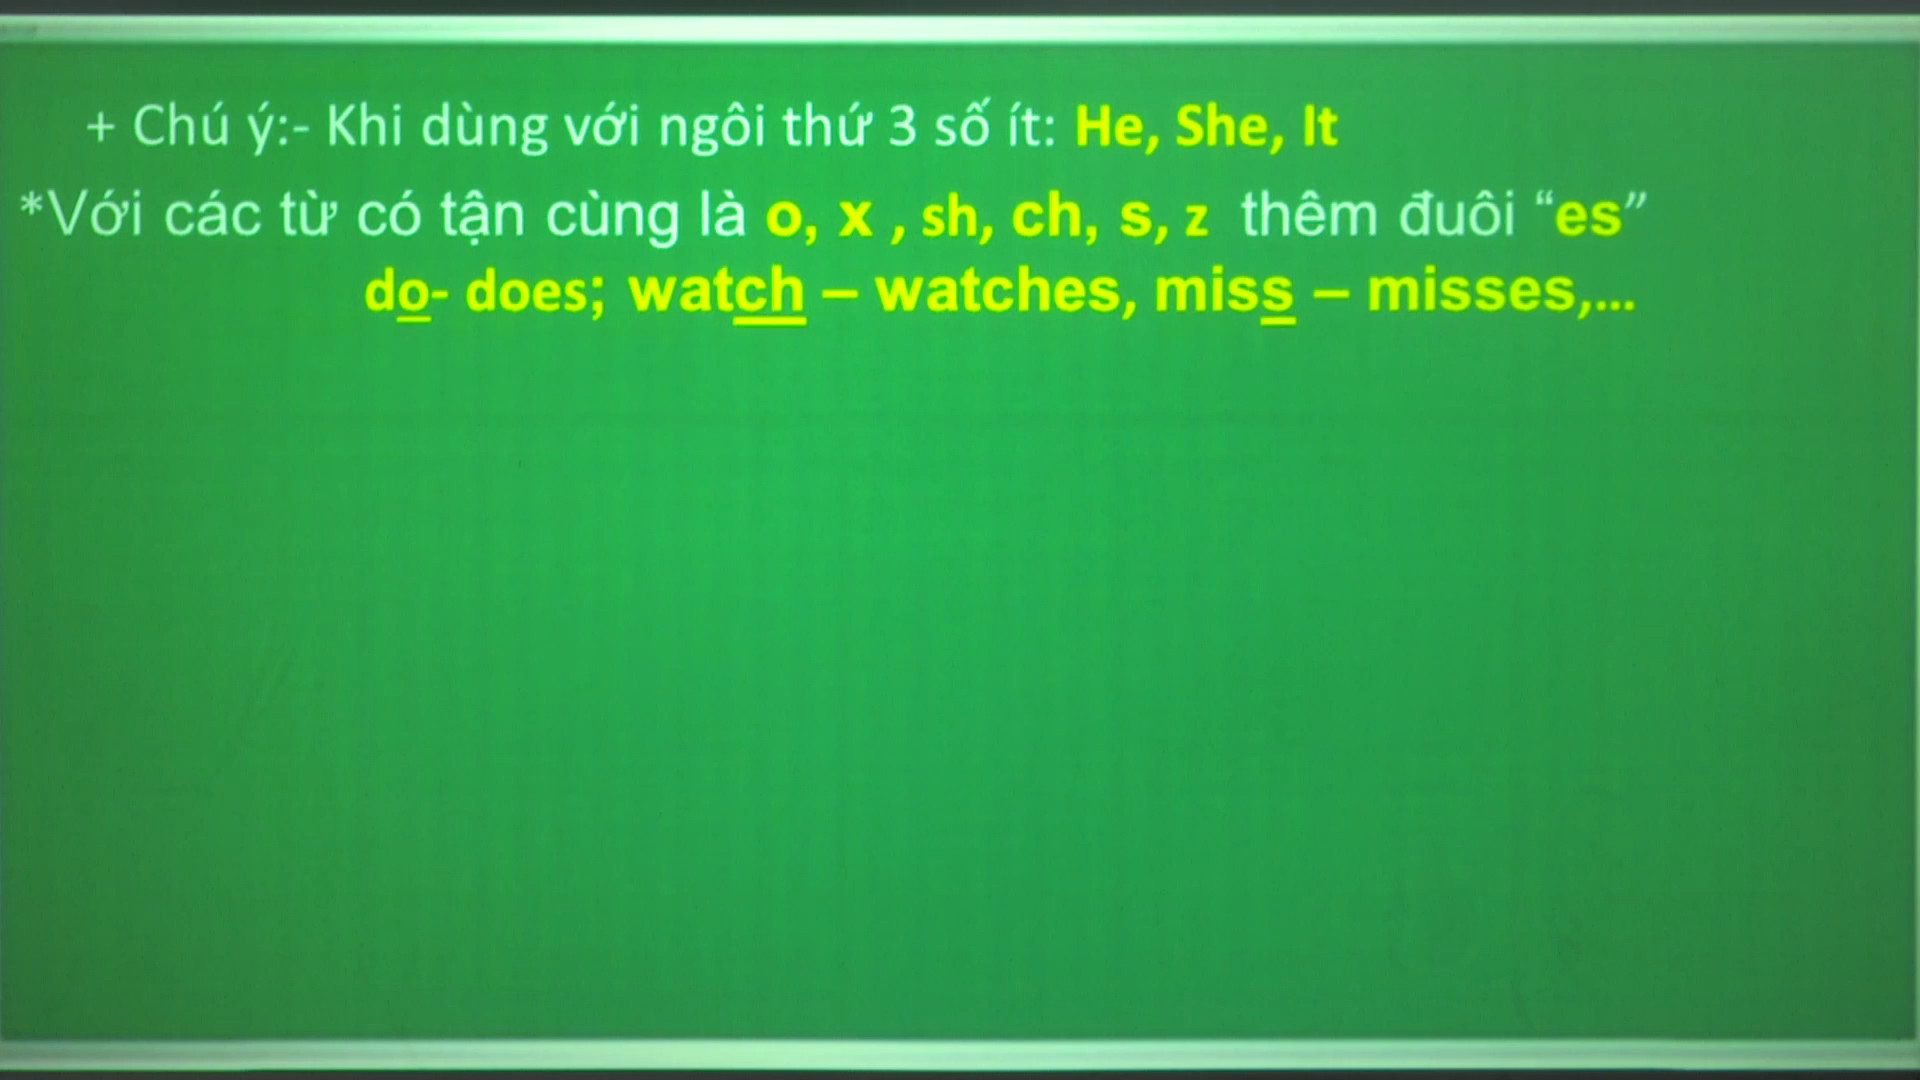 + Chú ý:- Khi dùng với ngôi thứ 3 số ít: He, She, It
*Với các từ có tận cùng là o, x , sh, ch, s, z thêm đuôi “es”
do- does; watch – watches, miss – misses,...